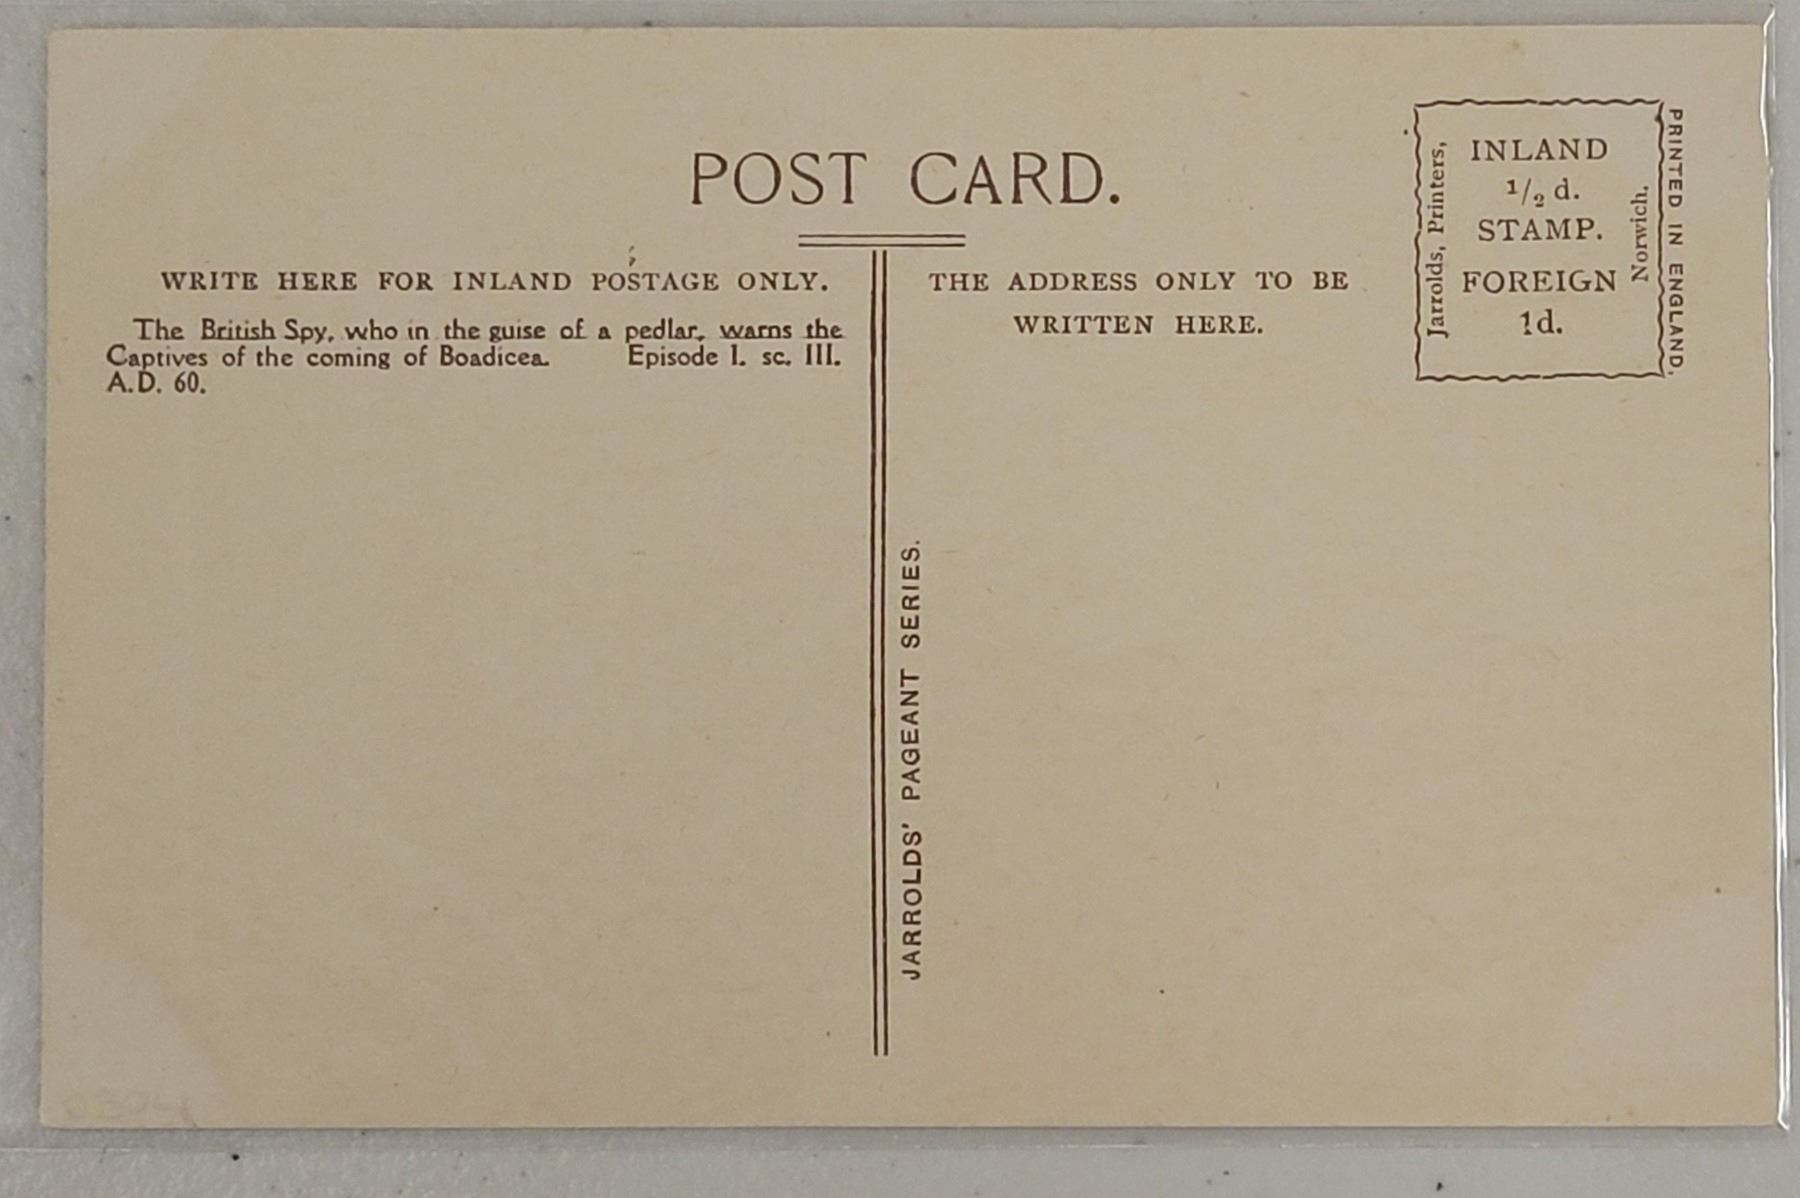 POST CARD.
WRITE HERE FOR INLAND POSTAGE ONLY.
The British Spy, who in the guise of a pedlar, warns the
Captives of the coming of Boadicea. Episode I. sc. III.
A.D. 60.
JARROLDS' PAGEANT SERIES.
THE ADDRESS ONLY TO BE
WRITTEN HERE.
Jarrolds, Printers,
INLAND
1/2 d.
STAMP.
FOREIGN
1d.
Norwich.
PRINTED IN ENGLAND.